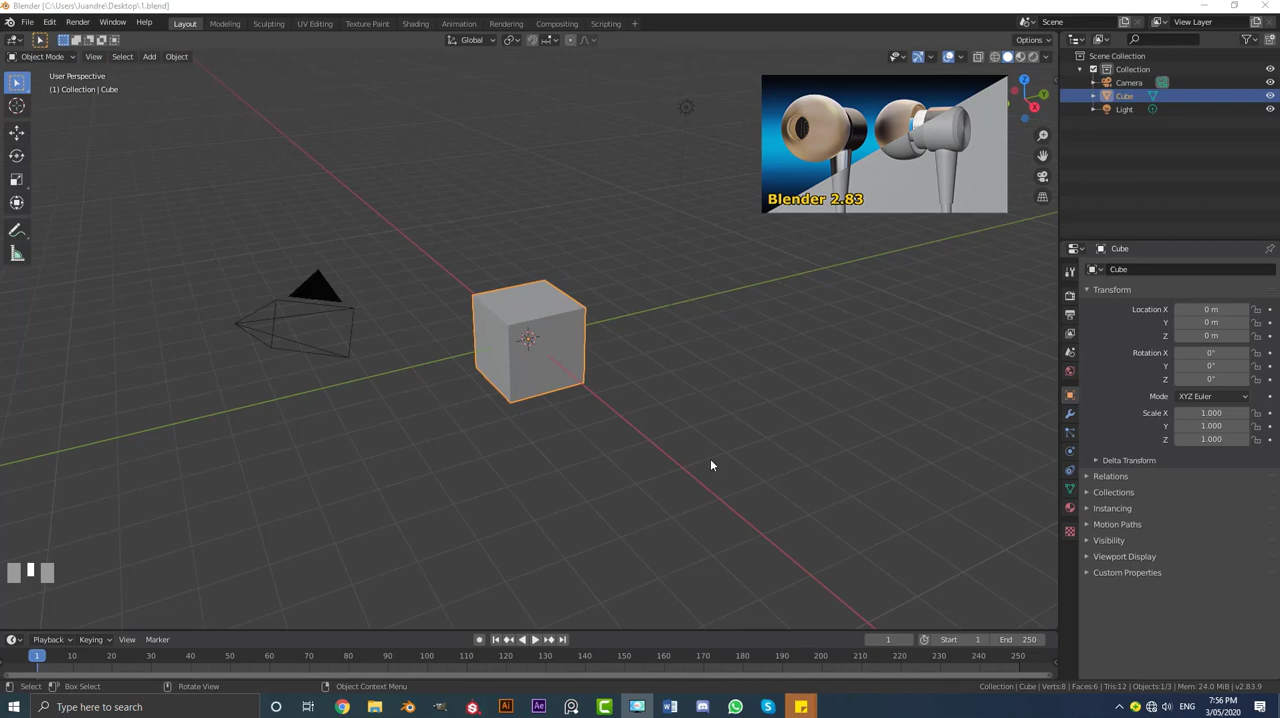 Blender [C:\Users\Juandre\Desktop\1.blend]
File Edit Render Window Help Layout Modeling Sculpting UV Editing Texture Paint Shading Animation Rendering Compositing Scripting + Scene View Layer
Global Options
Object Mode View Select Add Object
User Perspective
(1) Collection | Cube
Scene Collection
Collection
Camera
Cube
Light
Z
Y
X
Blender 2.83
Cube
Cube
Transform
Location X 0 m
Y 0 m
Z 0 m
Rotation X 0°
Y 0°
Z 0°
Mode XYZ Euler
Scale X 1.000
Y 1.000
Z 1.000
Delta Transform
Relations
Collections
Instancing
Motion Paths
Visibility
Viewport Display
Custom Properties
Playback Keying View Marker 1 Start 1 End 250
1 10 20 30 40 50 60 70 80 90 100 110 120 130 140 150 160 170 180 190 200 210 220 230 240 250
Select Box Select Rotate View Object Context Menu Collection | Cube | Verts:8 | Faces:6 | Tris:12 | Objects:1/3 | Mem: 24.0 MiB | v2.83.9
Type here to search Ai Ae ENG 7:56 PM
3/05/2020